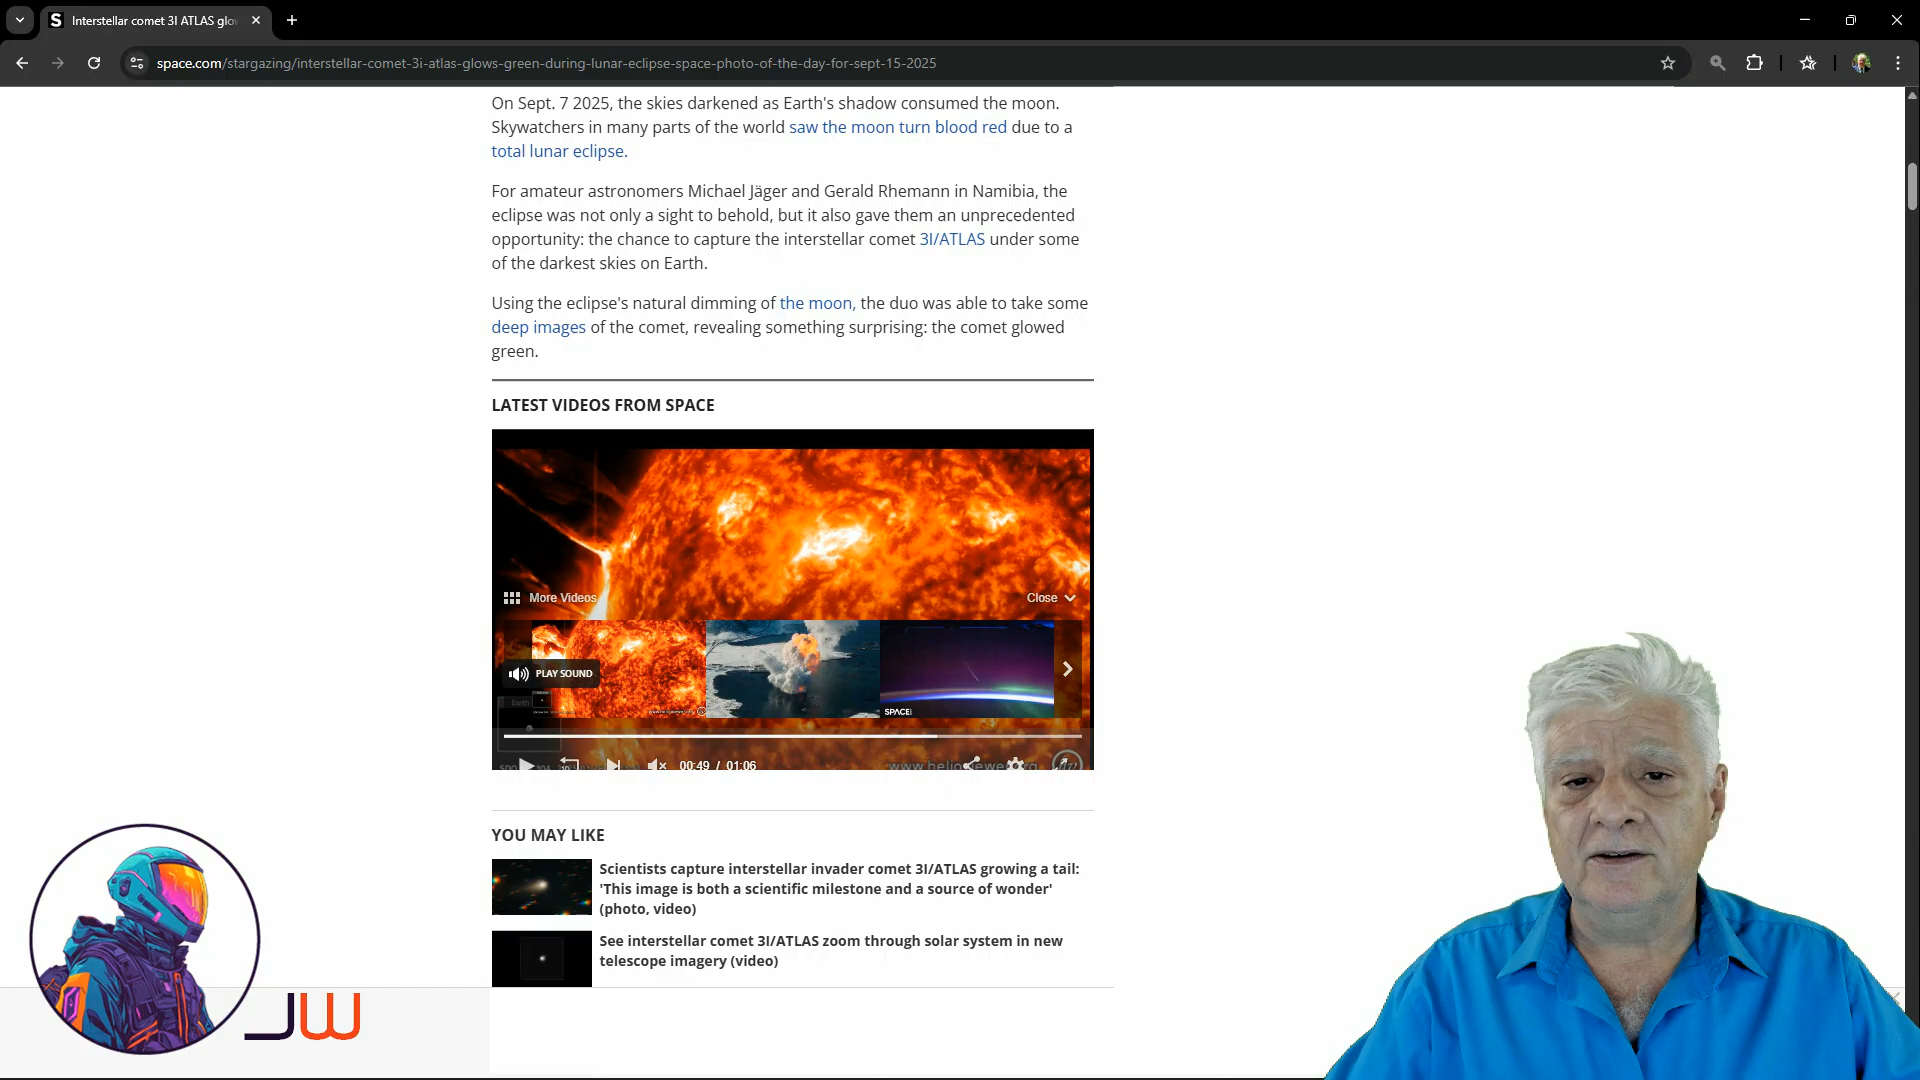 S Interstellar comet 3I ATLAS glo
space.com/stargazing/interstellar-comet-3i-atlas-glows-green-during-lunar-eclipse-space-photo-of-the-day-for-sept-15-2025
On Sept. 7 2025, the skies darkened as Earth's shadow consumed the moon.
Skywatchers in many parts of the world saw the moon turn blood red due to a
total lunar eclipse.
For amateur astronomers Michael Jäger and Gerald Rhemann in Namibia, the
eclipse was not only a sight to behold, but it also gave them an unprecedented
opportunity: the chance to capture the interstellar comet 3I/ATLAS under some
of the darkest skies on Earth.
Using the eclipse's natural dimming of the moon, the duo was able to take some
deep images of the comet, revealing something surprising: the comet glowed
green.
LATEST VIDEOS FROM SPACE
More Videos
Close
PLAY SOUND
Earth
SPACE
00:49 / 01:06
www.helioviewer.org
YOU MAY LIKE
Scientists capture interstellar invader comet 3I/ATLAS growing a tail:
'This image is both a scientific milestone and a source of wonder'
(photo, video)
See interstellar comet 3I/ATLAS zoom through solar system in new
telescope imagery (video)
JW